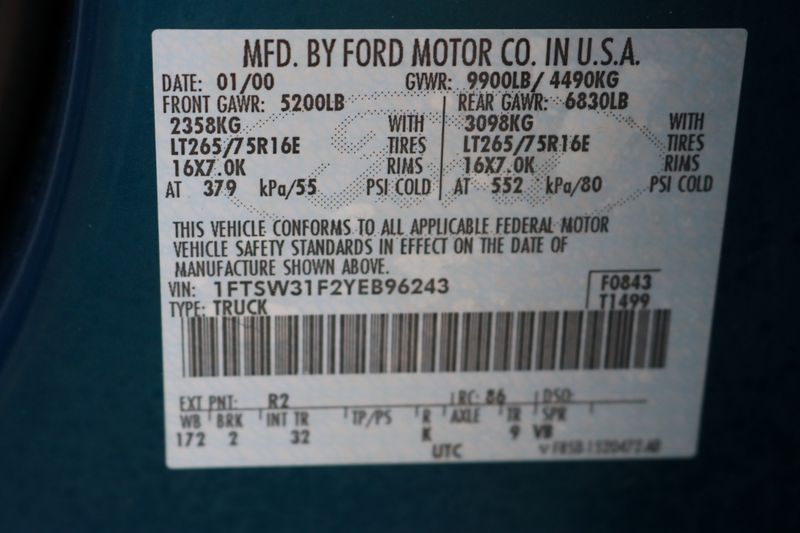 MFD. BY FORD MOTOR CO. IN U.S.A.
DATE: 01/00 GVWR: 9900LB/ 4490KG
FRONT GAWR: 5200LB REAR GAWR: 6830LB
2358KG WITH 3098KG WITH
LT265/75R16E TIRES LT265/75R16E TIRES
16X7.0K RIMS 16X7.0K RIMS
AT 379 kPa/55 PSI COLD AT 552 kPa/80 PSI COLD
THIS VEHICLE CONFORMS TO ALL APPLICABLE FEDERAL MOTOR
VEHICLE SAFETY STANDARDS IN EFFECT ON THE DATE OF
MANUFACTURE SHOWN ABOVE.
VIN: 1FTSW31F2YEB96243 F0843
TYPE: TRUCK T1499
EXT PNT: R2 RC: 86 DSO:
WB BRK INT TR TP/PS R AXLE TR SPR
172 2 32 K 9 VB
UTC